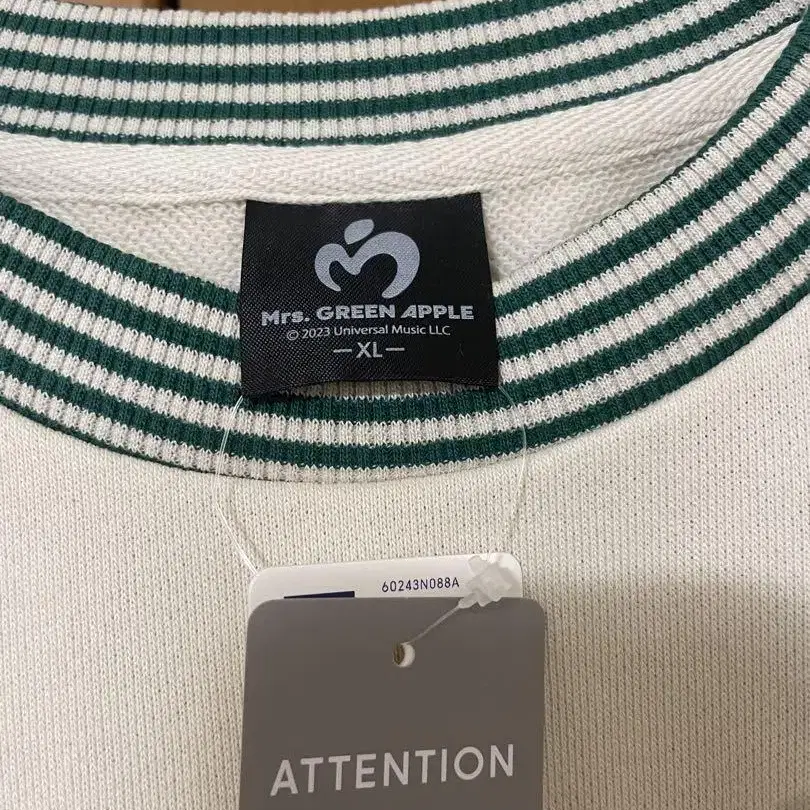 Mrs. GREEN APPLE
© 2023 Universal Music LLC
—XL—
60243N088A
ATTENTION